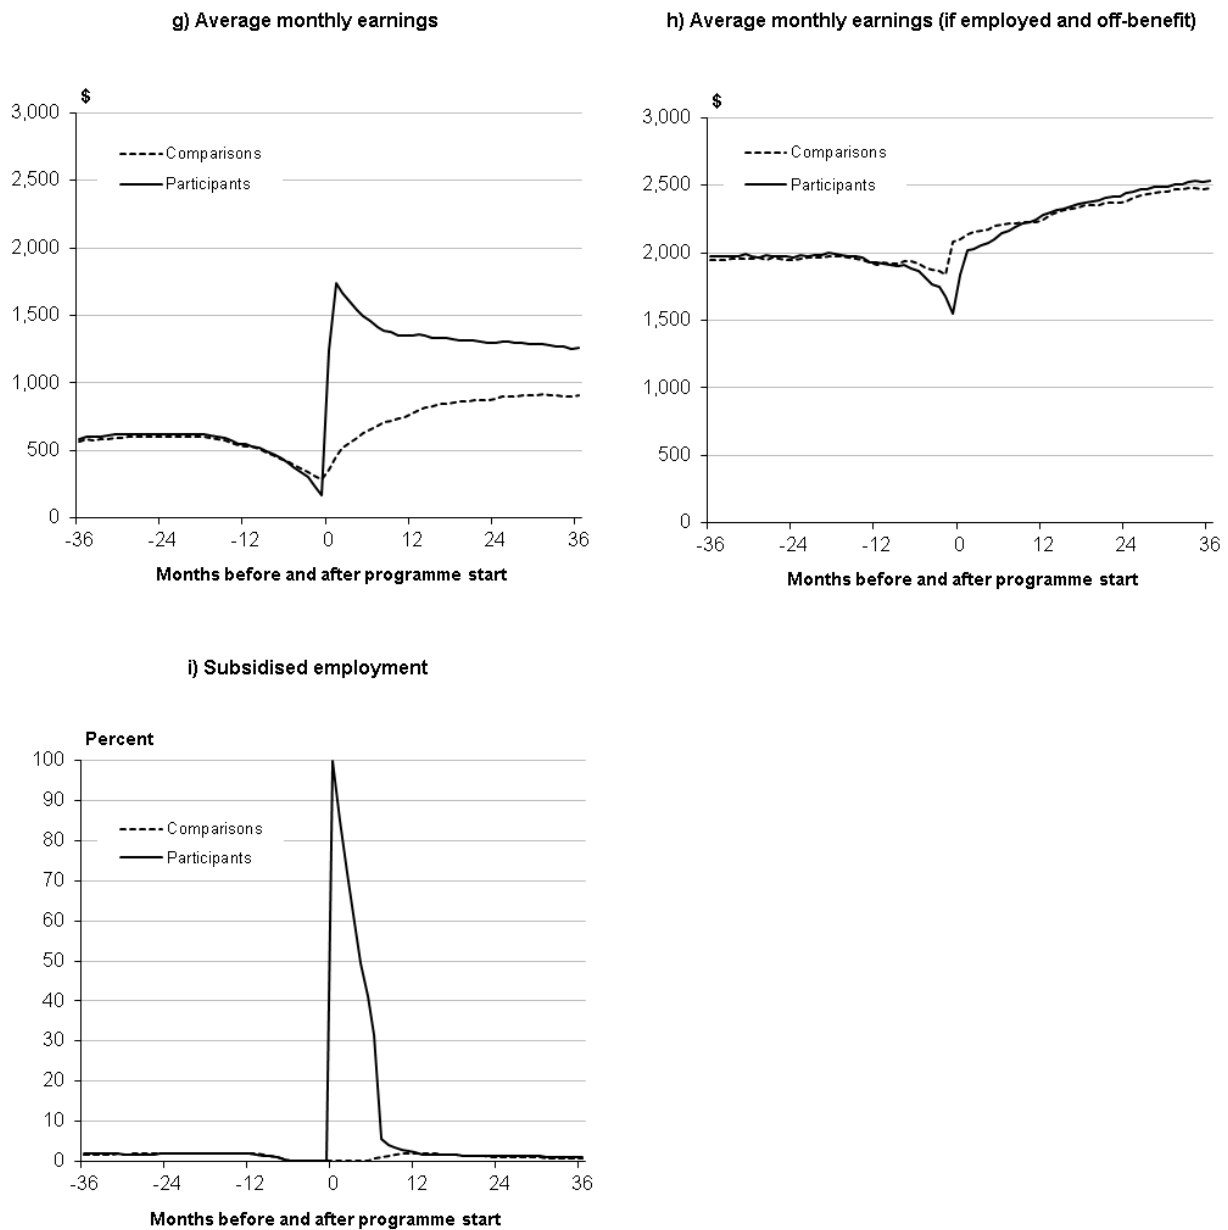 g) Average monthly earnings
$
3,000
2,500
2,000
1,500
1,000
500
0
Comparisons
Participants
-36 -24 -12 0 12 24 36
Months before and after programme start
h) Average monthly earnings (if employed and off-benefit)
$
3,000
2,500
2,000
1,500
1,000
500
0
Comparisons
Participants
-36 -24 -12 0 12 24 36
Months before and after programme start
i) Subsidised employment
Percent
100
90
80
70
60
50
40
30
20
10
0
Comparisons
Participants
-36 -24 -12 0 12 24 36
Months before and after programme start